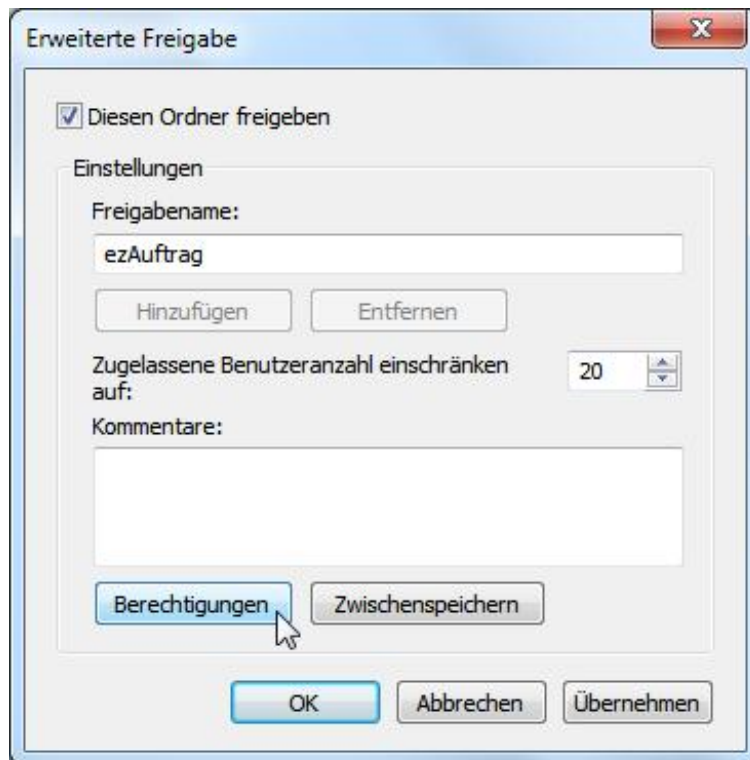 Erweiterte Freigabe
Diesen Ordner freigeben
Einstellungen
Freigabename:
ezAuftrag
Hinzufügen
Entfernen
Zugelassene Benutzeranzahl einschränken
auf:
20
Kommentare:
Berechtigungen
Zwischenspeichern
OK
Abbrechen
Übernehmen